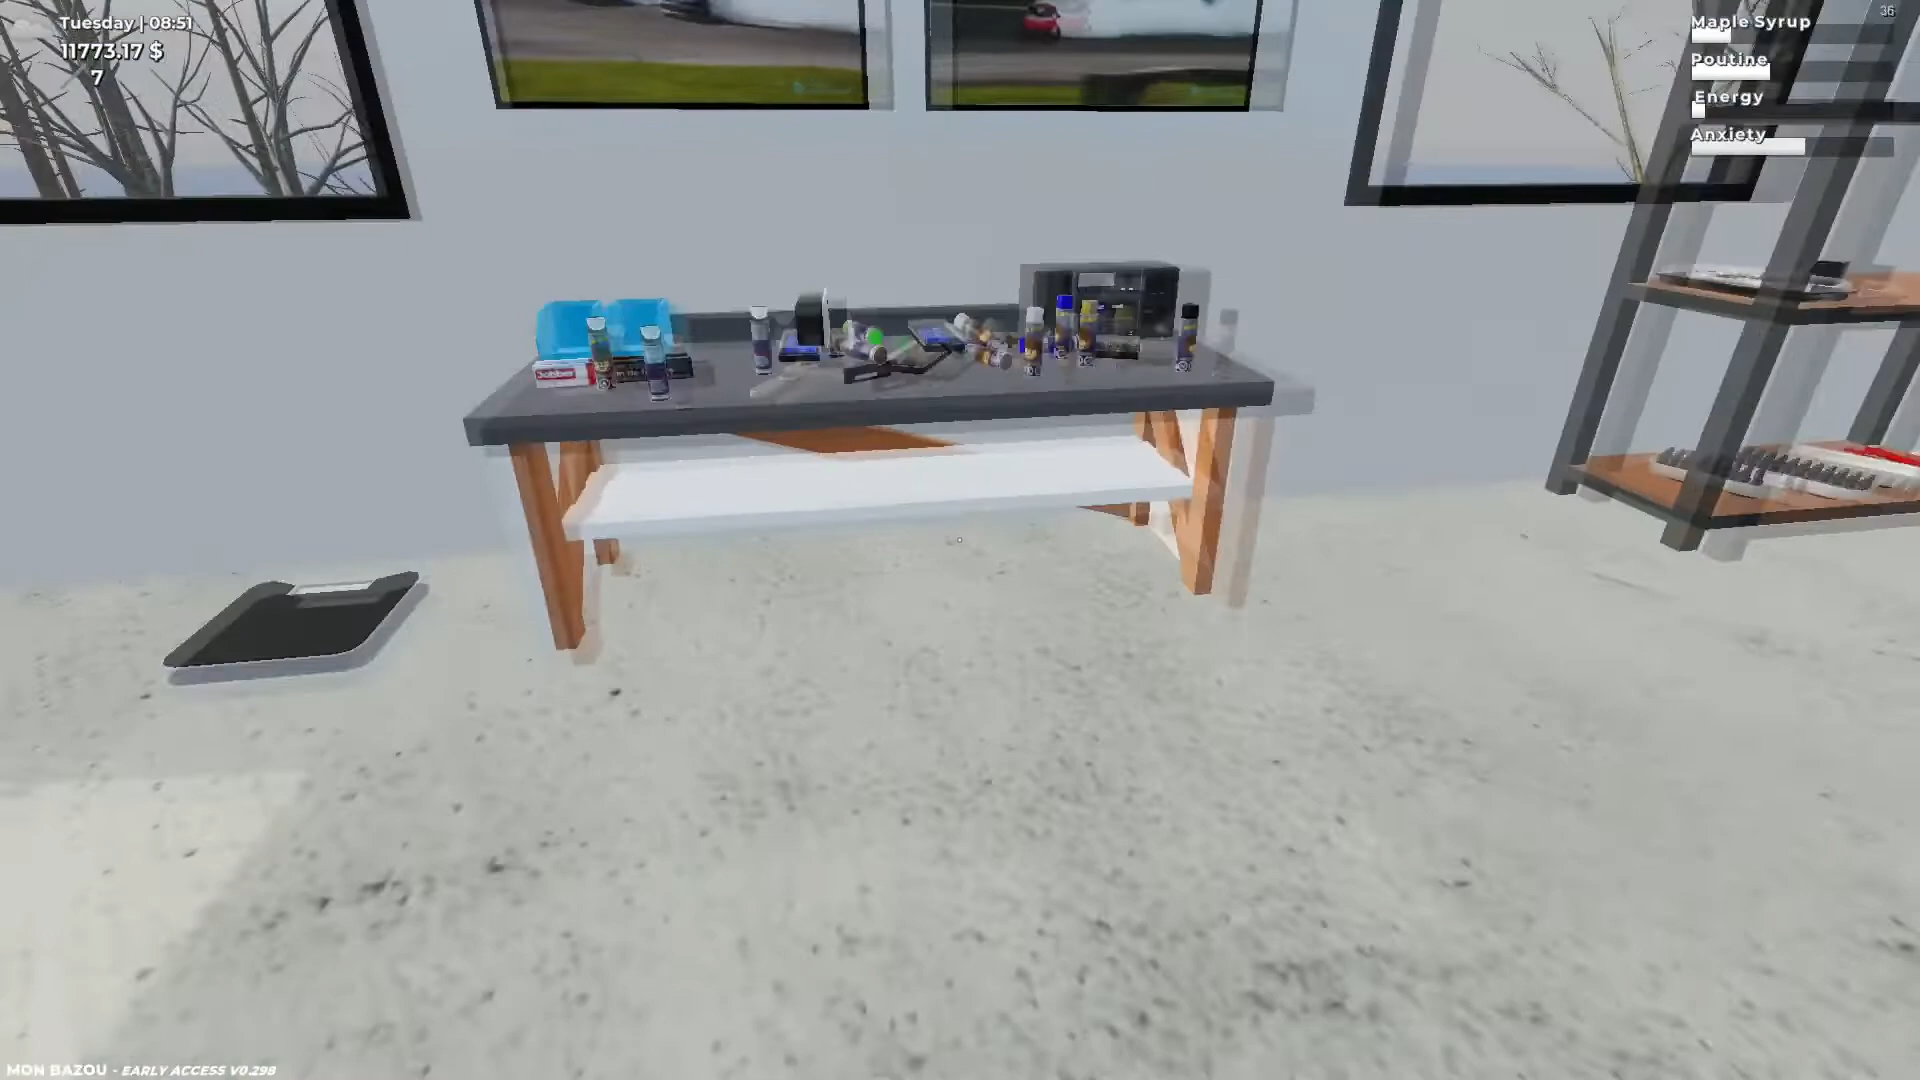 Tuesday | 08:51
11773.17 $
7
36
Maple Syrup
Poutine
Energy
Anxiety
MON BAZOU - EARLY ACCESS V0.298